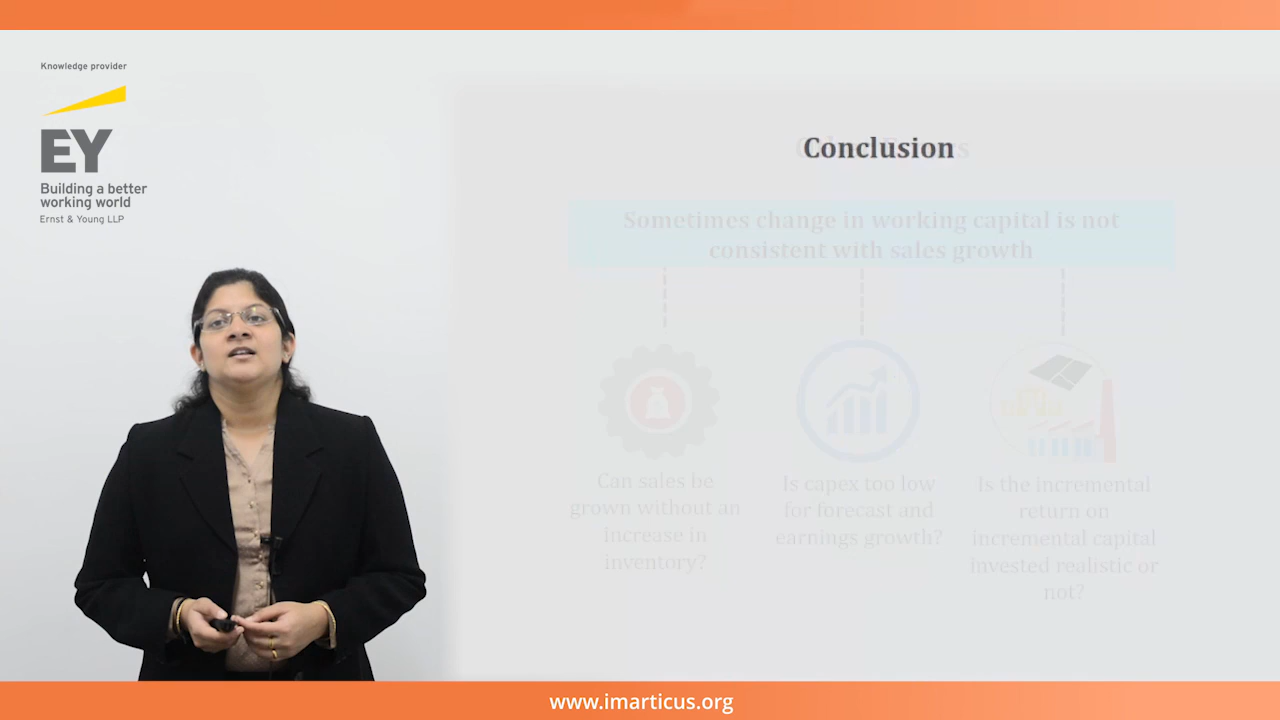 Knowledge provider
EY
Building a better
working world
Ernst & Young LLP
Conclusion
Sometimes change in working capital is not
consistent with sales growth
Can sales be
grown without an
increase in
inventory?
Is capex too low
for forecast and
earnings growth?
Is the incremental
return on
incremental capital
invested realistic or
not?
www.imarticus.org